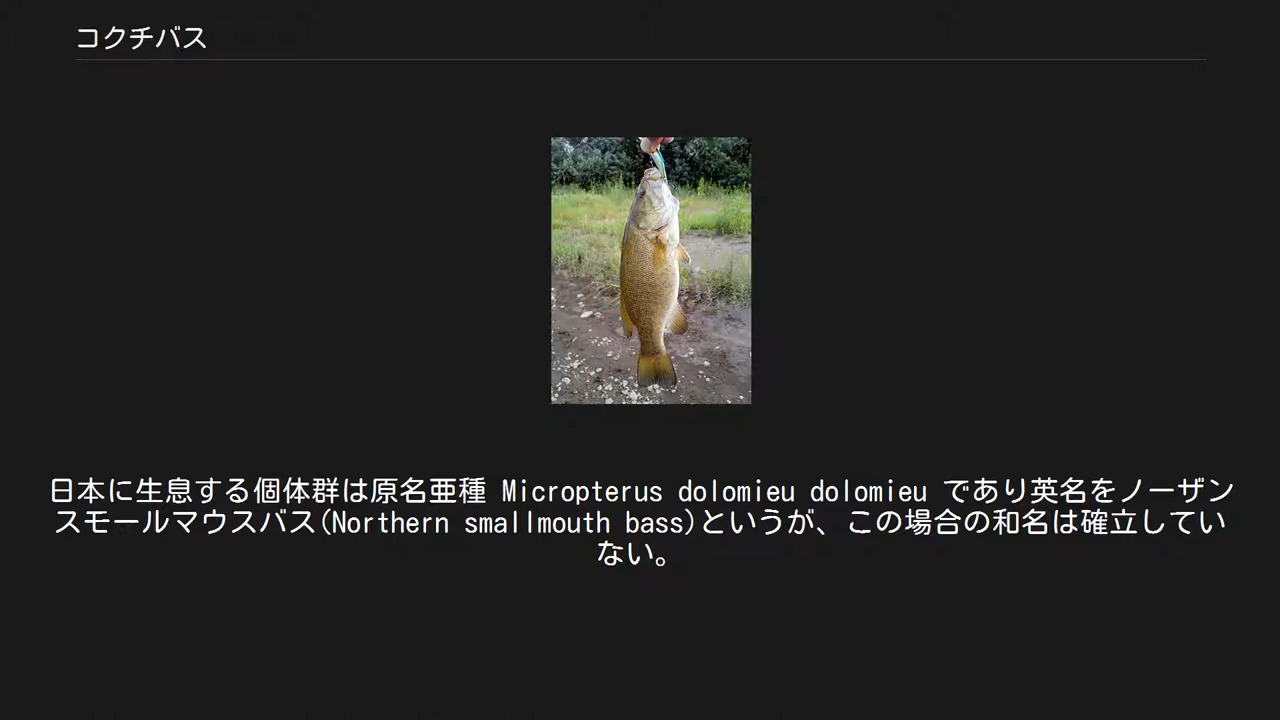 コクチバス
日本に生息する個体群は原名亜種 Micropterus dolomieu dolomieu であり英名をノーザン
スモールマウスバス(Northern smallmouth bass)というが、この場合の和名は確立してい
ない。